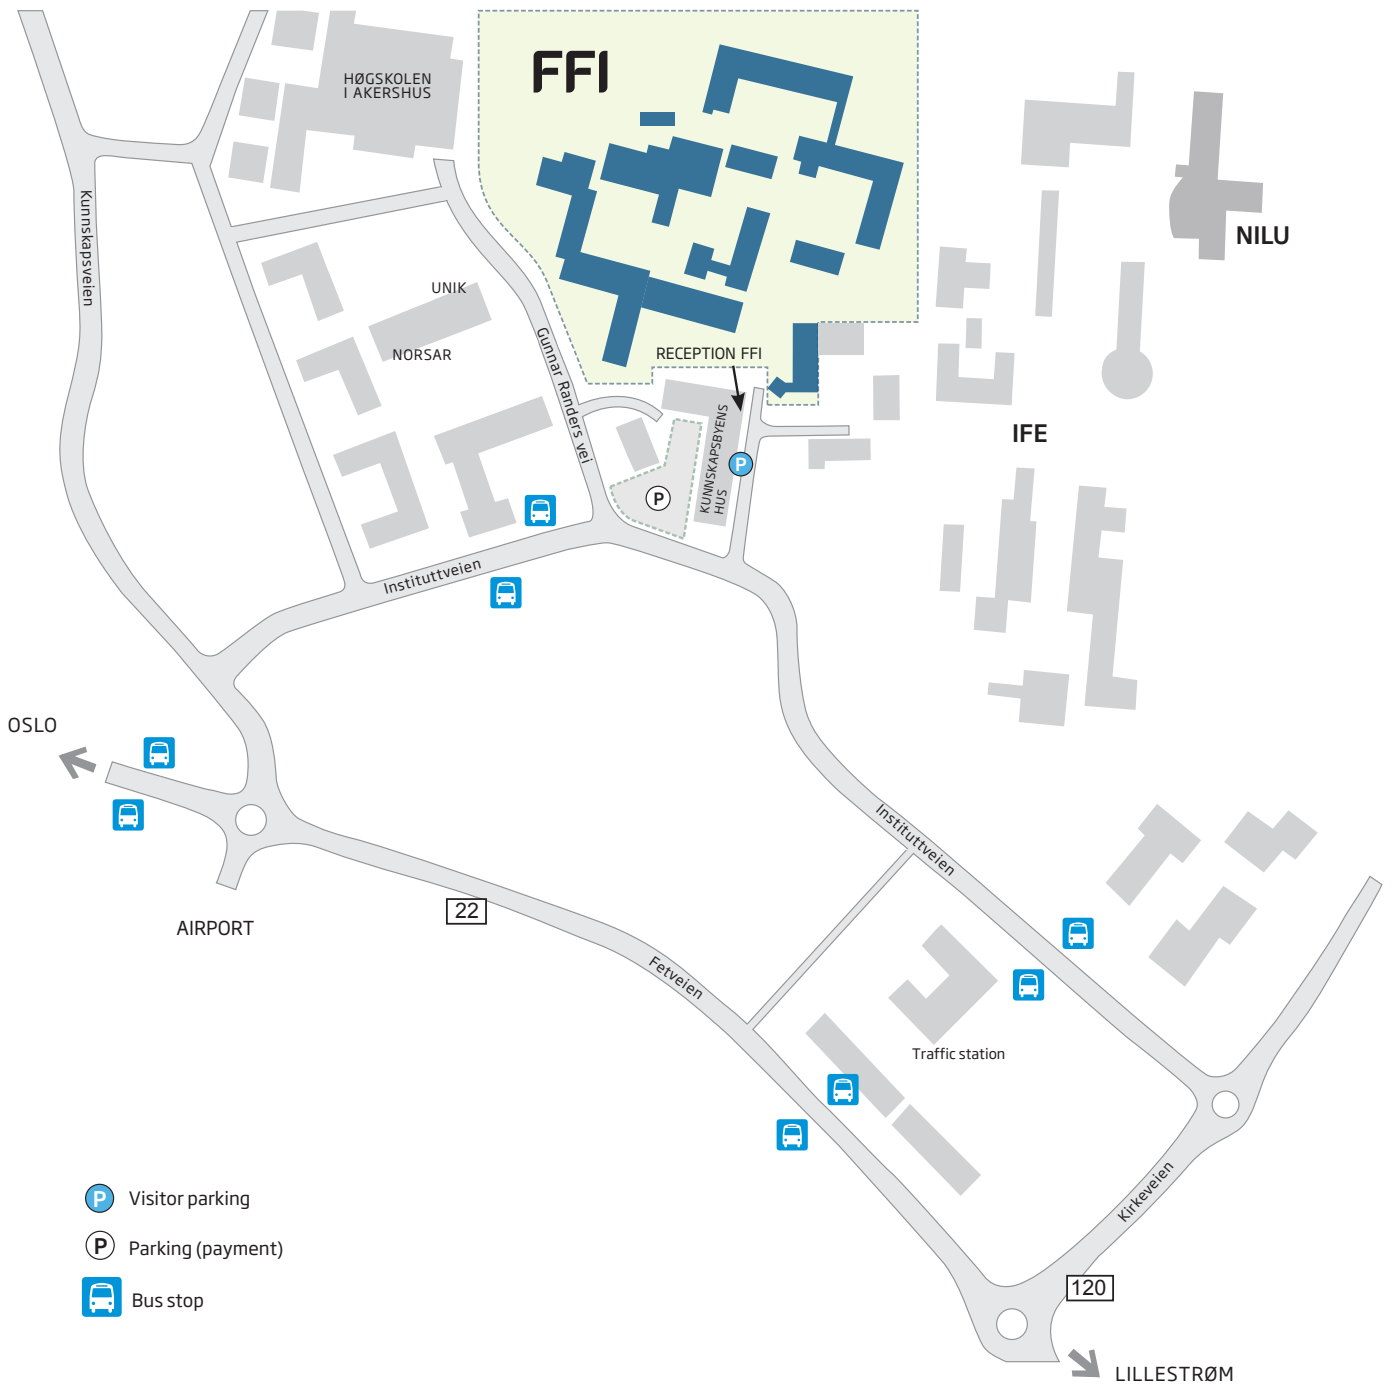 FFI
HØGSKOLEN
I AKERSHUS
Kunnskapsveien
NILU
UNIK
NORSAR
Gunnar Randers vei
RECEPTION FFI
KUNNSKAPSBYENS
HUS
IFE
P
P
Instituttveien
OSLO
Instituttveien
22
AIRPORT
Fetveien
Traffic station
Kirkeveien
P Visitor parking
P Parking (payment)
Bus stop
120
LILLESTRØM